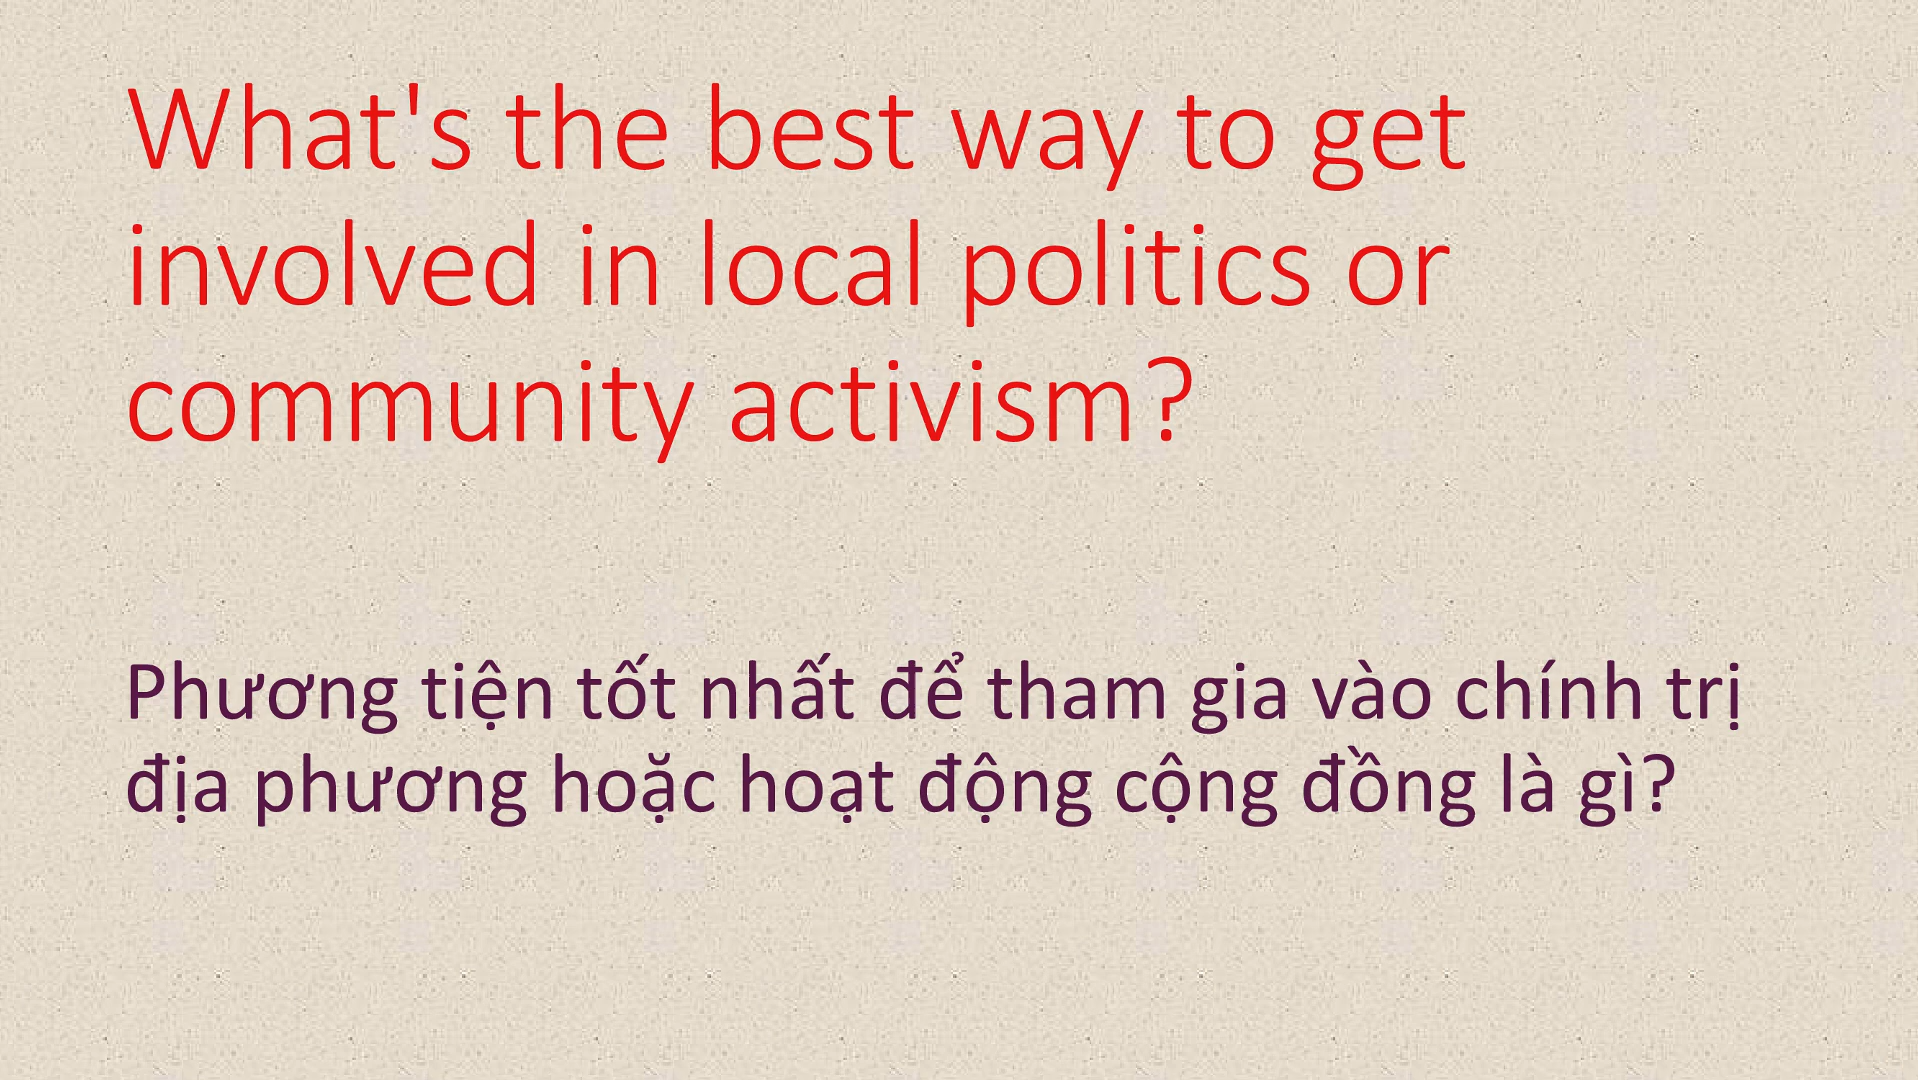 What's the best way to get
involved in local politics or
community activism?
Phương tiện tốt nhất để tham gia vào chính trị
địa phương hoặc hoạt động cộng đồng là gì?